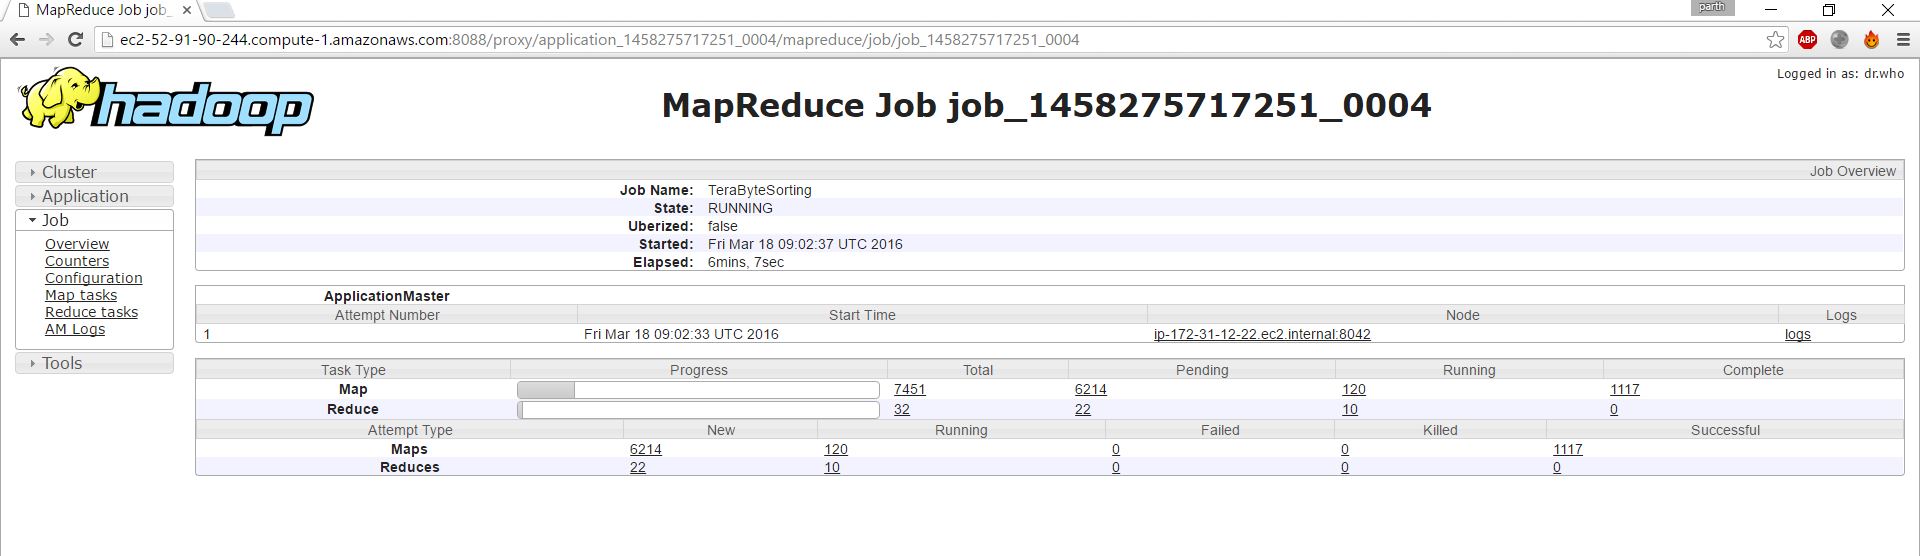 MapReduce Job job_
parth
ec2-52-91-90-244.compute-1.amazonaws.com:8088/proxy/application_1458275717251_0004/mapreduce/job/job_1458275717251_0004
ABP
Logged in as: dr.who
hadoop
MapReduce Job job_1458275717251_0004
Cluster
Application
Job
Overview
Counters
Configuration
Map tasks
Reduce tasks
AM Logs
Tools
Job Overview
Job Name: TeraByteSorting
State: RUNNING
Uberized: false
Started: Fri Mar 18 09:02:37 UTC 2016
Elapsed: 6mins, 7sec
ApplicationMaster
Attempt Number Start Time Node Logs
1 Fri Mar 18 09:02:33 UTC 2016 ip-172-31-12-22.ec2.internal:8042 logs
Task Type Progress Total Pending Running Complete
Map 7451 6214 120 1117
Reduce 32 22 10 0
Attempt Type New Running Failed Killed Successful
Maps 6214 120 0 0 1117
Reduces 22 10 0 0 0